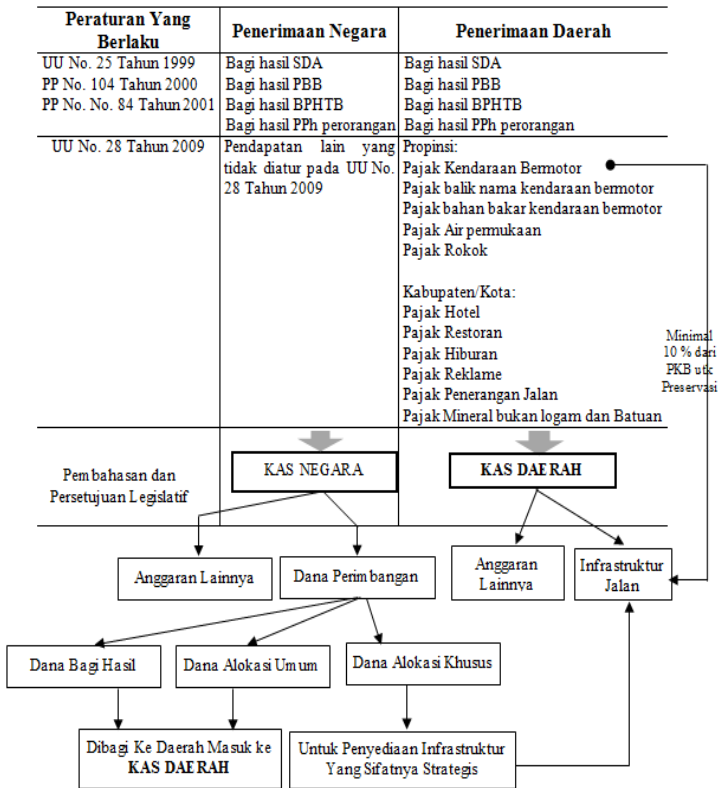 Peraturan Yang
Berlaku
Penerimaan Negara
Penerimaan Daerah
UU No. 25 Tahun 1999
PP No. 104 Tahun 2000
PP No. No. 84 Tahun 2001
Bagi hasil SDA
Bagi hasil PBB
Bagi hasil BPHTB
Bagi hasil PPh perorangan
Bagi hasil SDA
Bagi hasil PBB
Bagi hasil BPHTB
Bagi hasil PPh perorangan
UU No. 28 Tahun 2009
Pendapatan lain yang
tidak diatur pada UU No.
28 Tahun 2009
Propinsi:
Pajak Kendaraan Bermotor
Pajak balik nama kendaraan bermotor
Pajak bahan bakar kendaraan bermotor
Pajak Air permukaan
Pajak Rokok
Kabupaten/Kota:
Pajak Hotel
Pajak Restoran
Pajak Hiburan
Pajak Reklame
Pajak Penerangan Jalan
Pajak Mineral bukan logam dan Batuan
Minimal
10 % dari
PKB utk
Preservasi
Pembahasan dan
Persetujuan Legislatif
KAS NEGARA
KAS DAERAH
Anggaran Lainnya
Dana Perimbangan
Anggaran
Lainnya
Infrastruktur
Jalan
Dana Bagi Hasil
Dana Alokasi Umum
Dana Alokasi Khusus
Dibagi Ke Daerah Masuk ke
KAS DAERAH
Untuk Penyediaan Infrastruktur
Yang Sifatnya Strategis